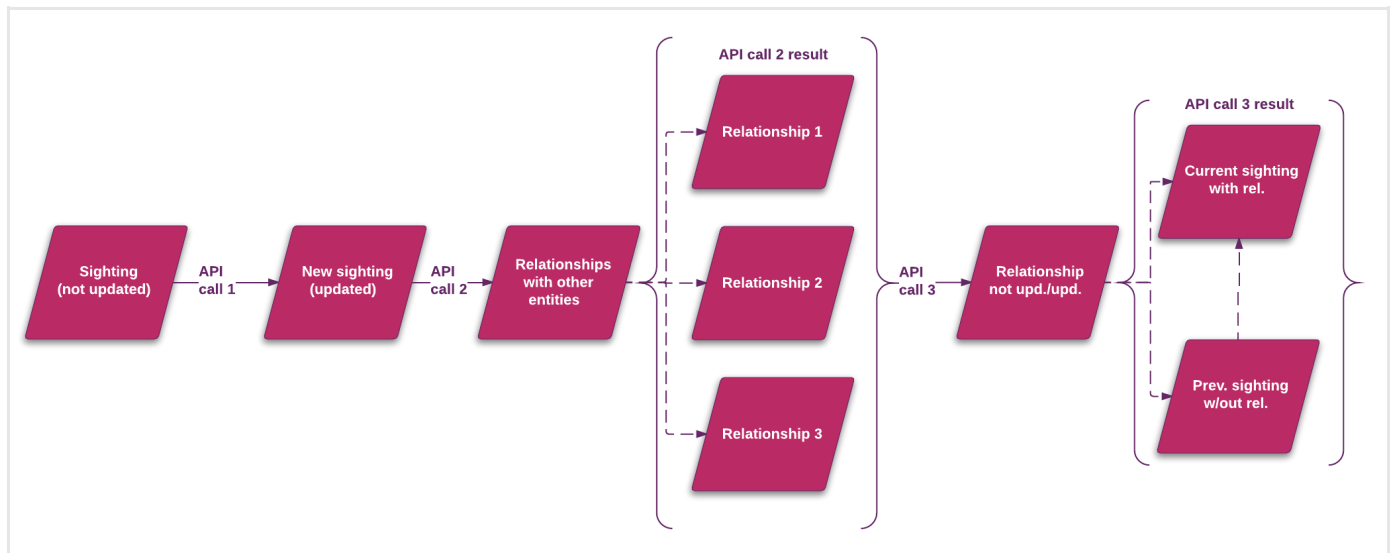 Sighting
(not updated)
API
call 1
New sighting
(updated)
API
call 2
Relationships
with other
entities
API call 2 result
Relationship 1
Relationship 2
Relationship 3
API
call 3
Relationship
not upd./upd.
API call 3 result
Current sighting
with rel.
Prev. sighting
w/out rel.